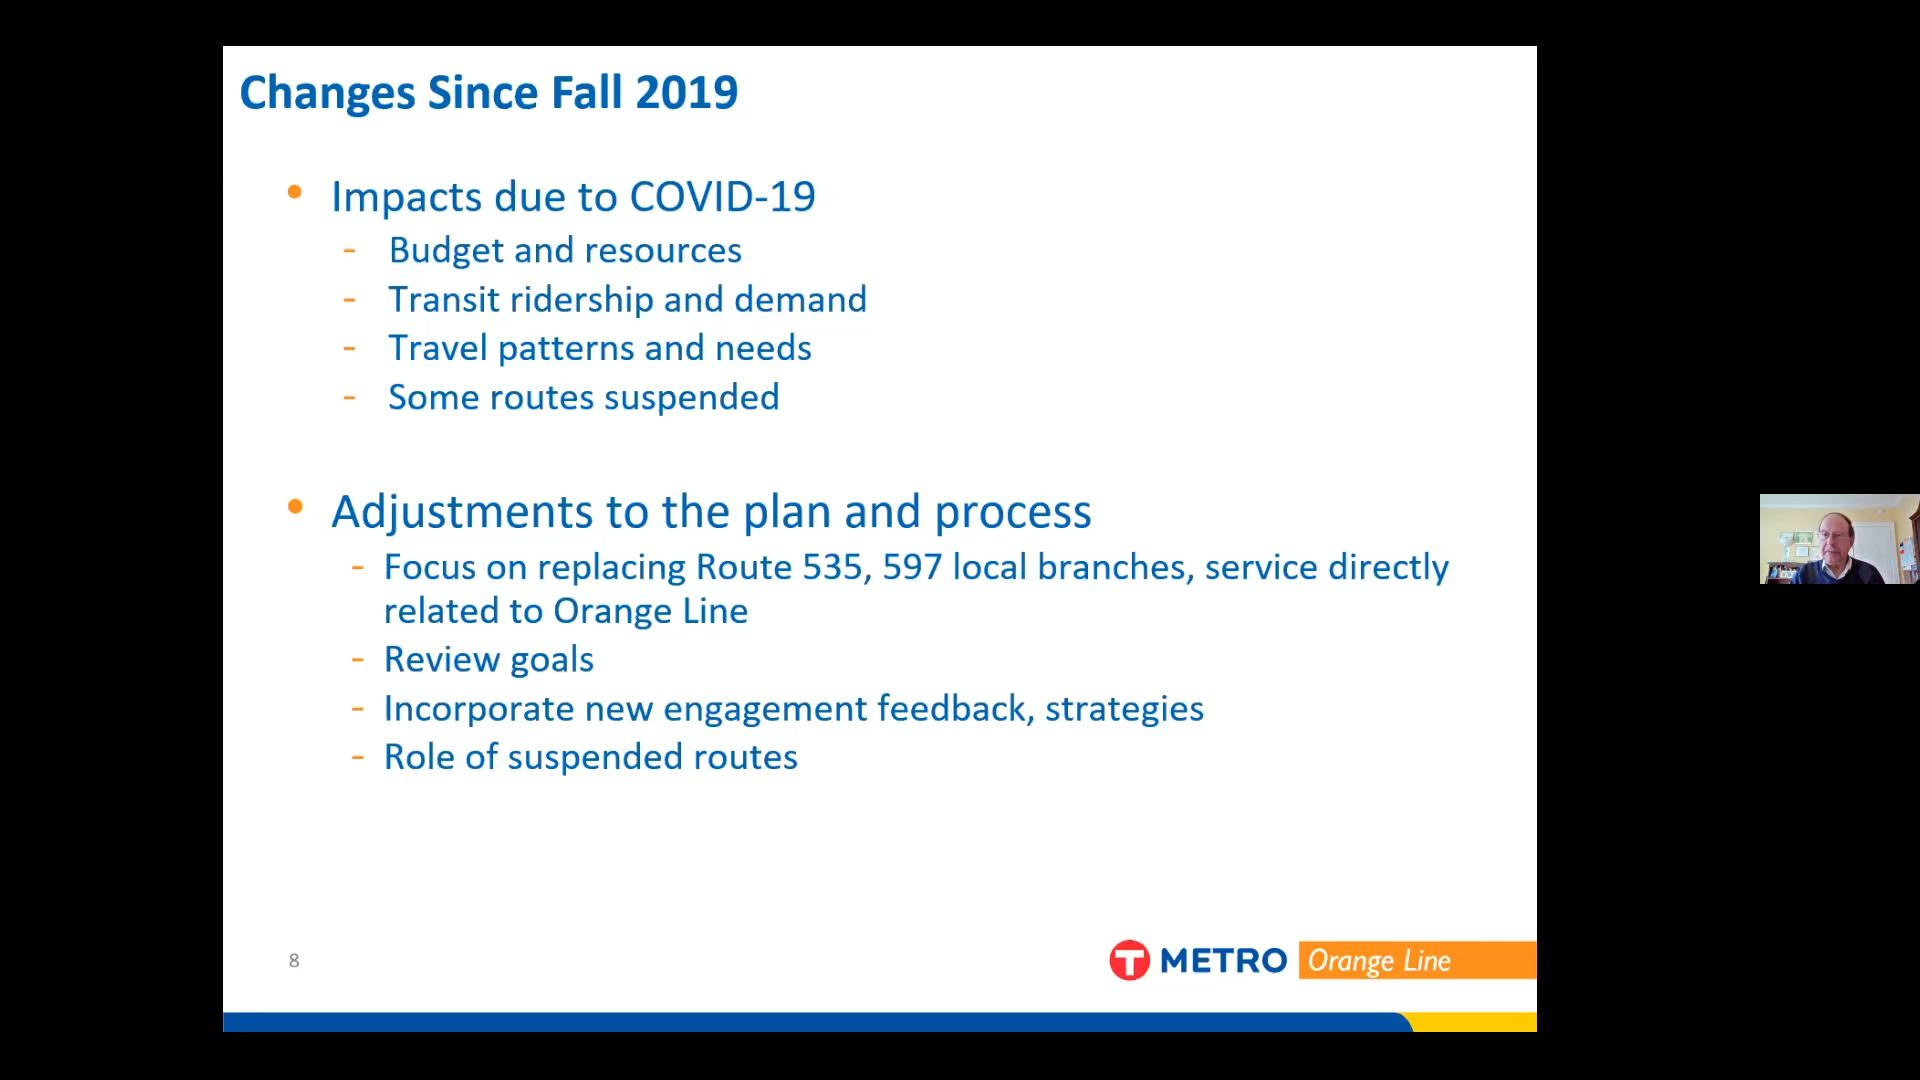 Changes Since Fall 2019
• Impacts due to COVID-19
- Budget and resources
- Transit ridership and demand
- Travel patterns and needs
- Some routes suspended
• Adjustments to the plan and process
- Focus on replacing Route 535, 597 local branches, service directly
related to Orange Line
- Review goals
- Incorporate new engagement feedback, strategies
- Role of suspended routes
8
T METRO Orange Line